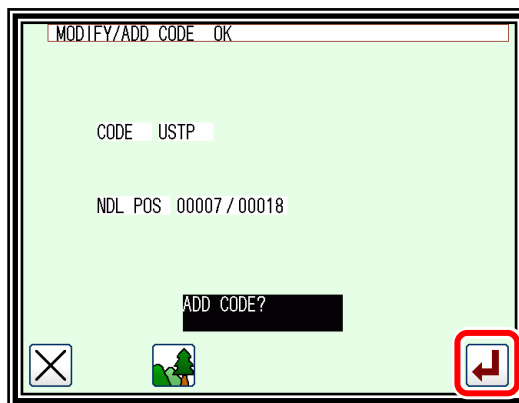 MODIFY/ADD CODE OK
CODE USTP
NDL POS 00007/00018
ADD CODE?